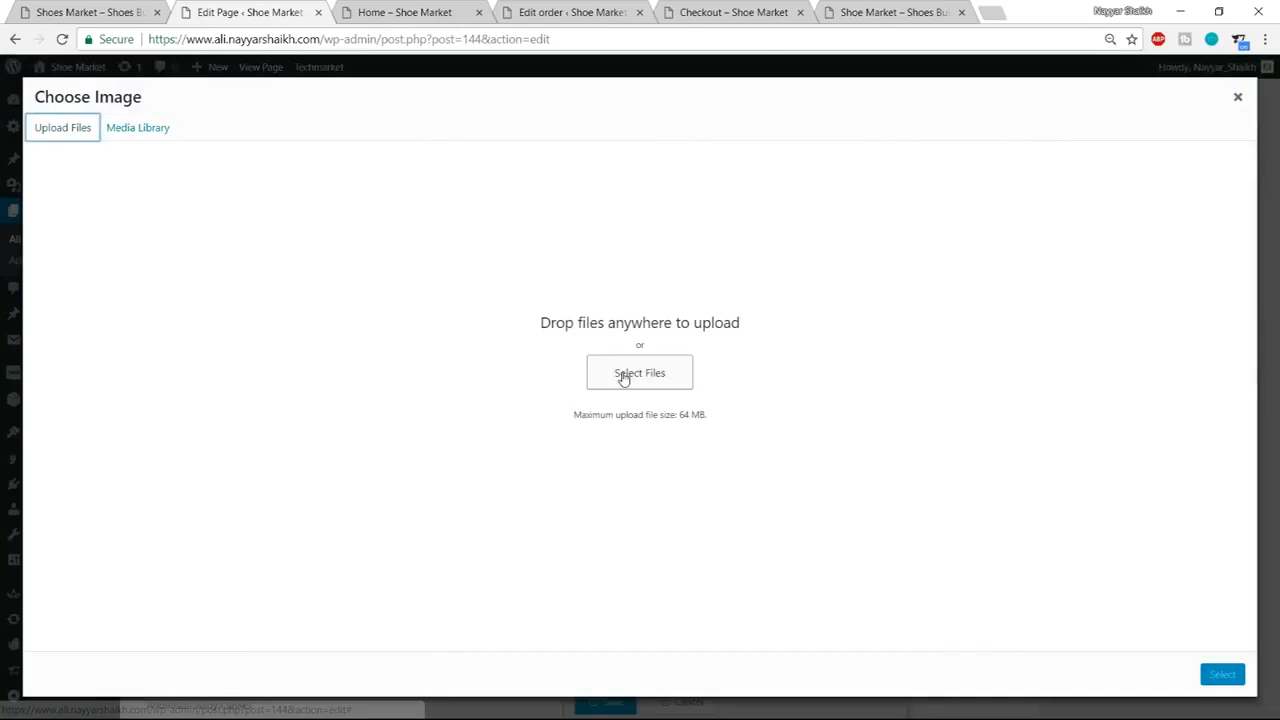 Shoes Market – Shoes Bu
Edit Page ‹ Shoe Market
Home – Shoe Market
Edit order ‹ Shoe Market
Checkout – Shoe Market
Shoe Market – Shoes Bu
Nayyar Shaikh
Secure
https://www.ali.nayyarshaikh.com/wp-admin/post.php?post=144&action=edit
ABP
Shoe Market
1
New
View Page
Techmarket
Howdy, Nayyar_Shaikh
Choose Image
Upload Files
Media Library
All
Ad
Drop files anywhere to upload
or
Select Files
Maximum upload file size: 64 MB.
Select
Cancel
https://www.ali.nayyarshaikh.com/wp-admin/post.php?post=144&action=edit#